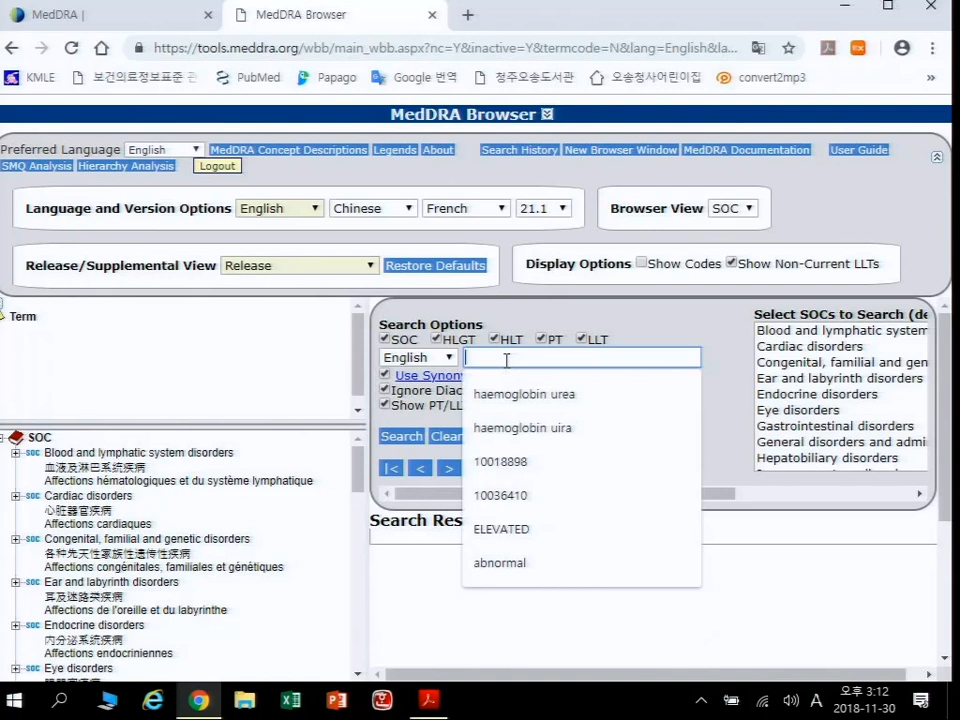 MedDRA |
MedDRA Browser
https://tools.meddra.org/wbb/main_wbb.aspx?nc=Y&inactive=Y&termcode=N&lang=English&la...
KMLE
보건의료정보표준 관
PubMed
Papago
Google 번역
청주오송도서관
오송청사어린이집
convert2mp3
»
MedDRA Browser
Preferred Language English MedDRA Concept Descriptions Legends About Search History New Browser Window MedDRA Documentation User Guide
SMQ Analysis Hierarchy Analysis Logout
Language and Version Options English Chinese French 21.1
Browser View SOC
Release/Supplemental View Release Restore Defaults
Display Options Show Codes Show Non-Current LLTs
Term
Search Options
SOC HLGT HLT PT LLT
English
Use Synon
Ignore Diac
Show PT/LL
Search Clear
|< < >
haemoglobin urea
haemoglobin uira
10018898
10036410
ELEVATED
abnormal
Select SOCs to Search (de
Blood and lymphatic system
Cardiac disorders
Congenital, familial and gen
Ear and labyrinth disorders
Endocrine disorders
Eye disorders
Gastrointestinal disorders
General disorders and admi
Hepatobiliary disorders
Search Res
SOC
SOC Blood and lymphatic system disorders
血液及淋巴系统疾病
Affections hématologiques et du système lymphatique
SOC Cardiac disorders
心脏器官疾病
Affections cardiaques
SOC Congenital, familial and genetic disorders
各种先天性家族性遗传性疾病
Affections congénitales, familiales et génétiques
SOC Ear and labyrinth disorders
耳及迷路类疾病
Affections de l'oreille et du labyrinthe
SOC Endocrine disorders
内分泌系统疾病
Affections endocriniennes
SOC Eye disorders
A
오후 3:12
2018-11-30